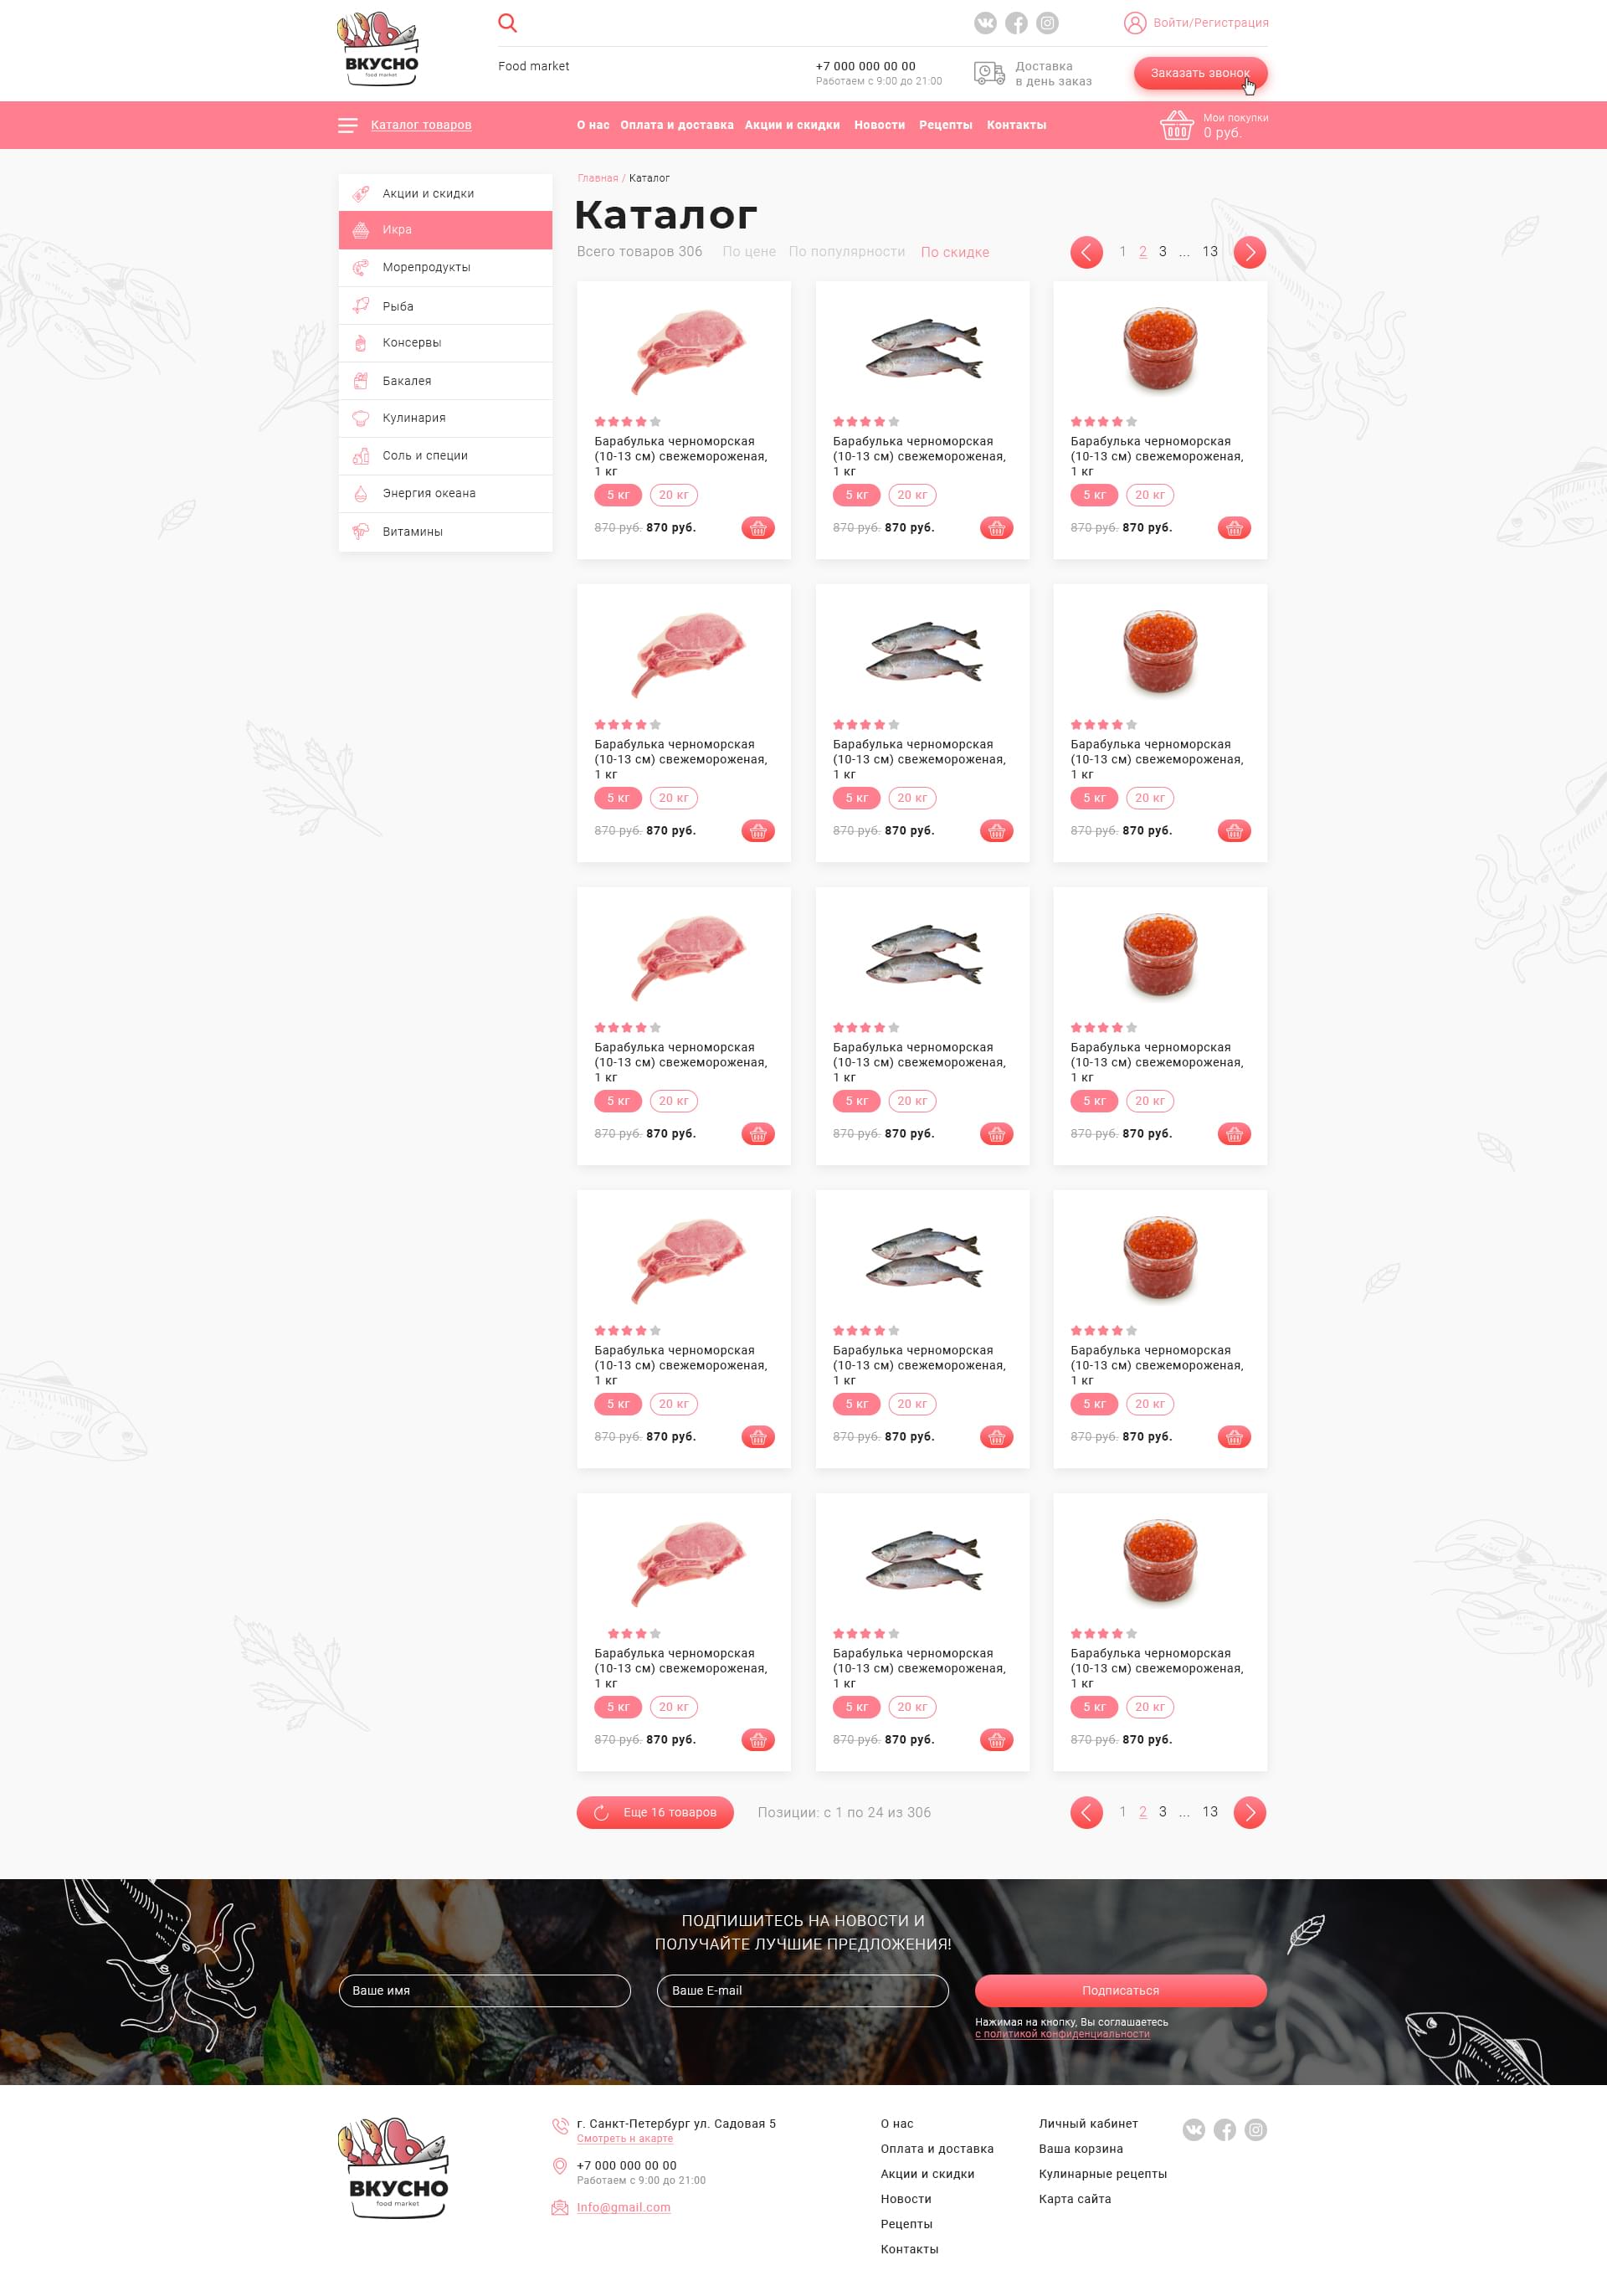 ВКУСНО
food market
Войти/Регистрация
Food market
+7 000 000 00 00
Работаем с 9:00 до 21:00
Доставка
в день заказ
Заказать звонок
Каталог товаров
О нас Оплата и доставка Акции и скидки Новости Рецепты Контакты
Мои покупки
0 руб.
Акции и скидки
Икра
Морепродукты
Рыба
Консервы
Бакалея
Кулинария
Соль и специи
Энергия океана
Витамины
Главная / Каталог
Каталог
Всего товаров 306 По цене По популярности По скидке
1 2 3 ... 13
Барабулька черноморская
(10-13 см) свежемороженая,
1 кг
5 кг 20 кг
870 руб. 870 руб.
Барабулька черноморская
(10-13 см) свежемороженая,
1 кг
5 кг 20 кг
870 руб. 870 руб.
Барабулька черноморская
(10-13 см) свежемороженая,
1 кг
5 кг 20 кг
870 руб. 870 руб.
Барабулька черноморская
(10-13 см) свежемороженая,
1 кг
5 кг 20 кг
870 руб. 870 руб.
Барабулька черноморская
(10-13 см) свежемороженая,
1 кг
5 кг 20 кг
870 руб. 870 руб.
Барабулька черноморская
(10-13 см) свежемороженая,
1 кг
5 кг 20 кг
870 руб. 870 руб.
Барабулька черноморская
(10-13 см) свежемороженая,
1 кг
5 кг 20 кг
870 руб. 870 руб.
Барабулька черноморская
(10-13 см) свежемороженая,
1 кг
5 кг 20 кг
870 руб. 870 руб.
Барабулька черноморская
(10-13 см) свежемороженая,
1 кг
5 кг 20 кг
870 руб. 870 руб.
Барабулька черноморская
(10-13 см) свежемороженая,
1 кг
5 кг 20 кг
870 руб. 870 руб.
Барабулька черноморская
(10-13 см) свежемороженая,
1 кг
5 кг 20 кг
870 руб. 870 руб.
Барабулька черноморская
(10-13 см) свежемороженая,
1 кг
5 кг 20 кг
870 руб. 870 руб.
Барабулька черноморская
(10-13 см) свежемороженая,
1 кг
5 кг 20 кг
870 руб. 870 руб.
Барабулька черноморская
(10-13 см) свежемороженая,
1 кг
5 кг 20 кг
870 руб. 870 руб.
Барабулька черноморская
(10-13 см) свежемороженая,
1 кг
5 кг 20 кг
870 руб. 870 руб.
Еще 16 товаров
Позиции: с 1 по 24 из 306
1 2 3 ... 13
ПОДПИШИТЕСЬ НА НОВОСТИ И
ПОЛУЧАЙТЕ ЛУЧШИЕ ПРЕДЛОЖЕНИЯ!
Ваше имя
Ваше E-mail
Подписаться
Нажимая на кнопку, Вы соглашаетесь
с политикой конфиденциальности
ВКУСНО
food market
г. Санкт-Петербург ул. Садовая 5
Смотреть н акарте
+7 000 000 00 00
Работаем с 9:00 до 21:00
Info@gmail.com
О нас
Оплата и доставка
Акции и скидки
Новости
Рецепты
Контакты
Личный кабинет
Ваша корзина
Кулинарные рецепты
Карта сайта